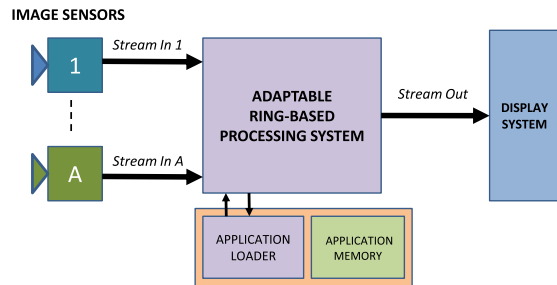 IMAGE SENSORS
Stream In 1
1
ADAPTABLE
RING-BASED
PROCESSING SYSTEM
Stream Out
DISPLAY
SYSTEM
Stream In A
A
APPLICATION
LOADER
APPLICATION
MEMORY